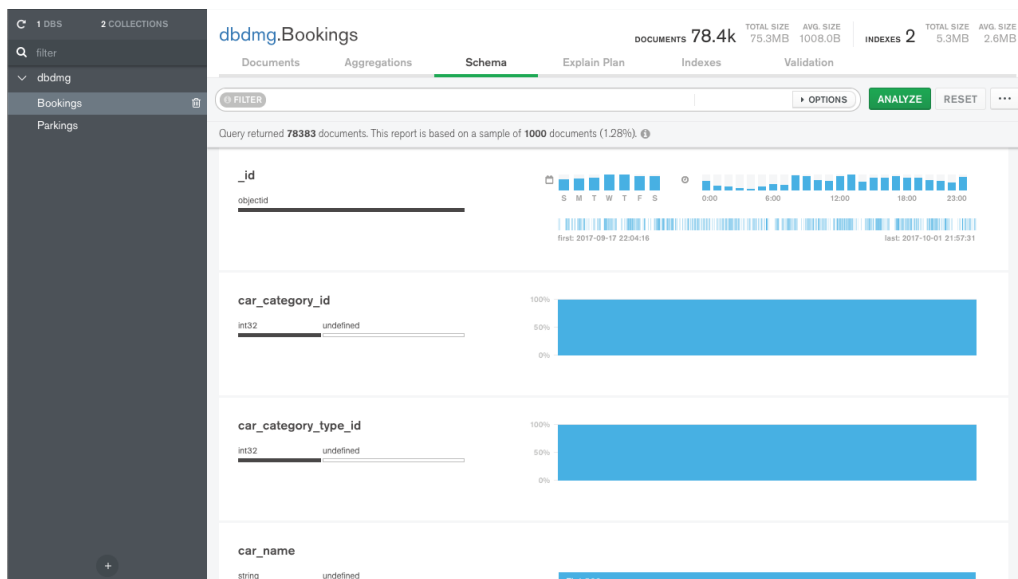 1 DBS 2 COLLECTIONS
filter
dbdmg
Bookings
Parkings
+
dbdmg.Bookings
DOCUMENTS 78.4k TOTAL SIZE 75.3MB AVG. SIZE 1008.0B INDEXES 2 TOTAL SIZE 5.3MB AVG. SIZE 2.6MB
Documents Aggregations Schema Explain Plan Indexes Validation
FILTER OPTIONS ANALYZE RESET ...
Query returned 78383 documents. This report is based on a sample of 1000 documents (1.28%).
_id
objectid
S M T W T F S
0:00 6:00 12:00 18:00 23:00
first: 2017-09-17 22:04:16 last: 2017-10-01 21:57:31
car_category_id
int32 undefined
100%
50%
0%
car_category_type_id
int32 undefined
100%
50%
0%
car_name
string undefined